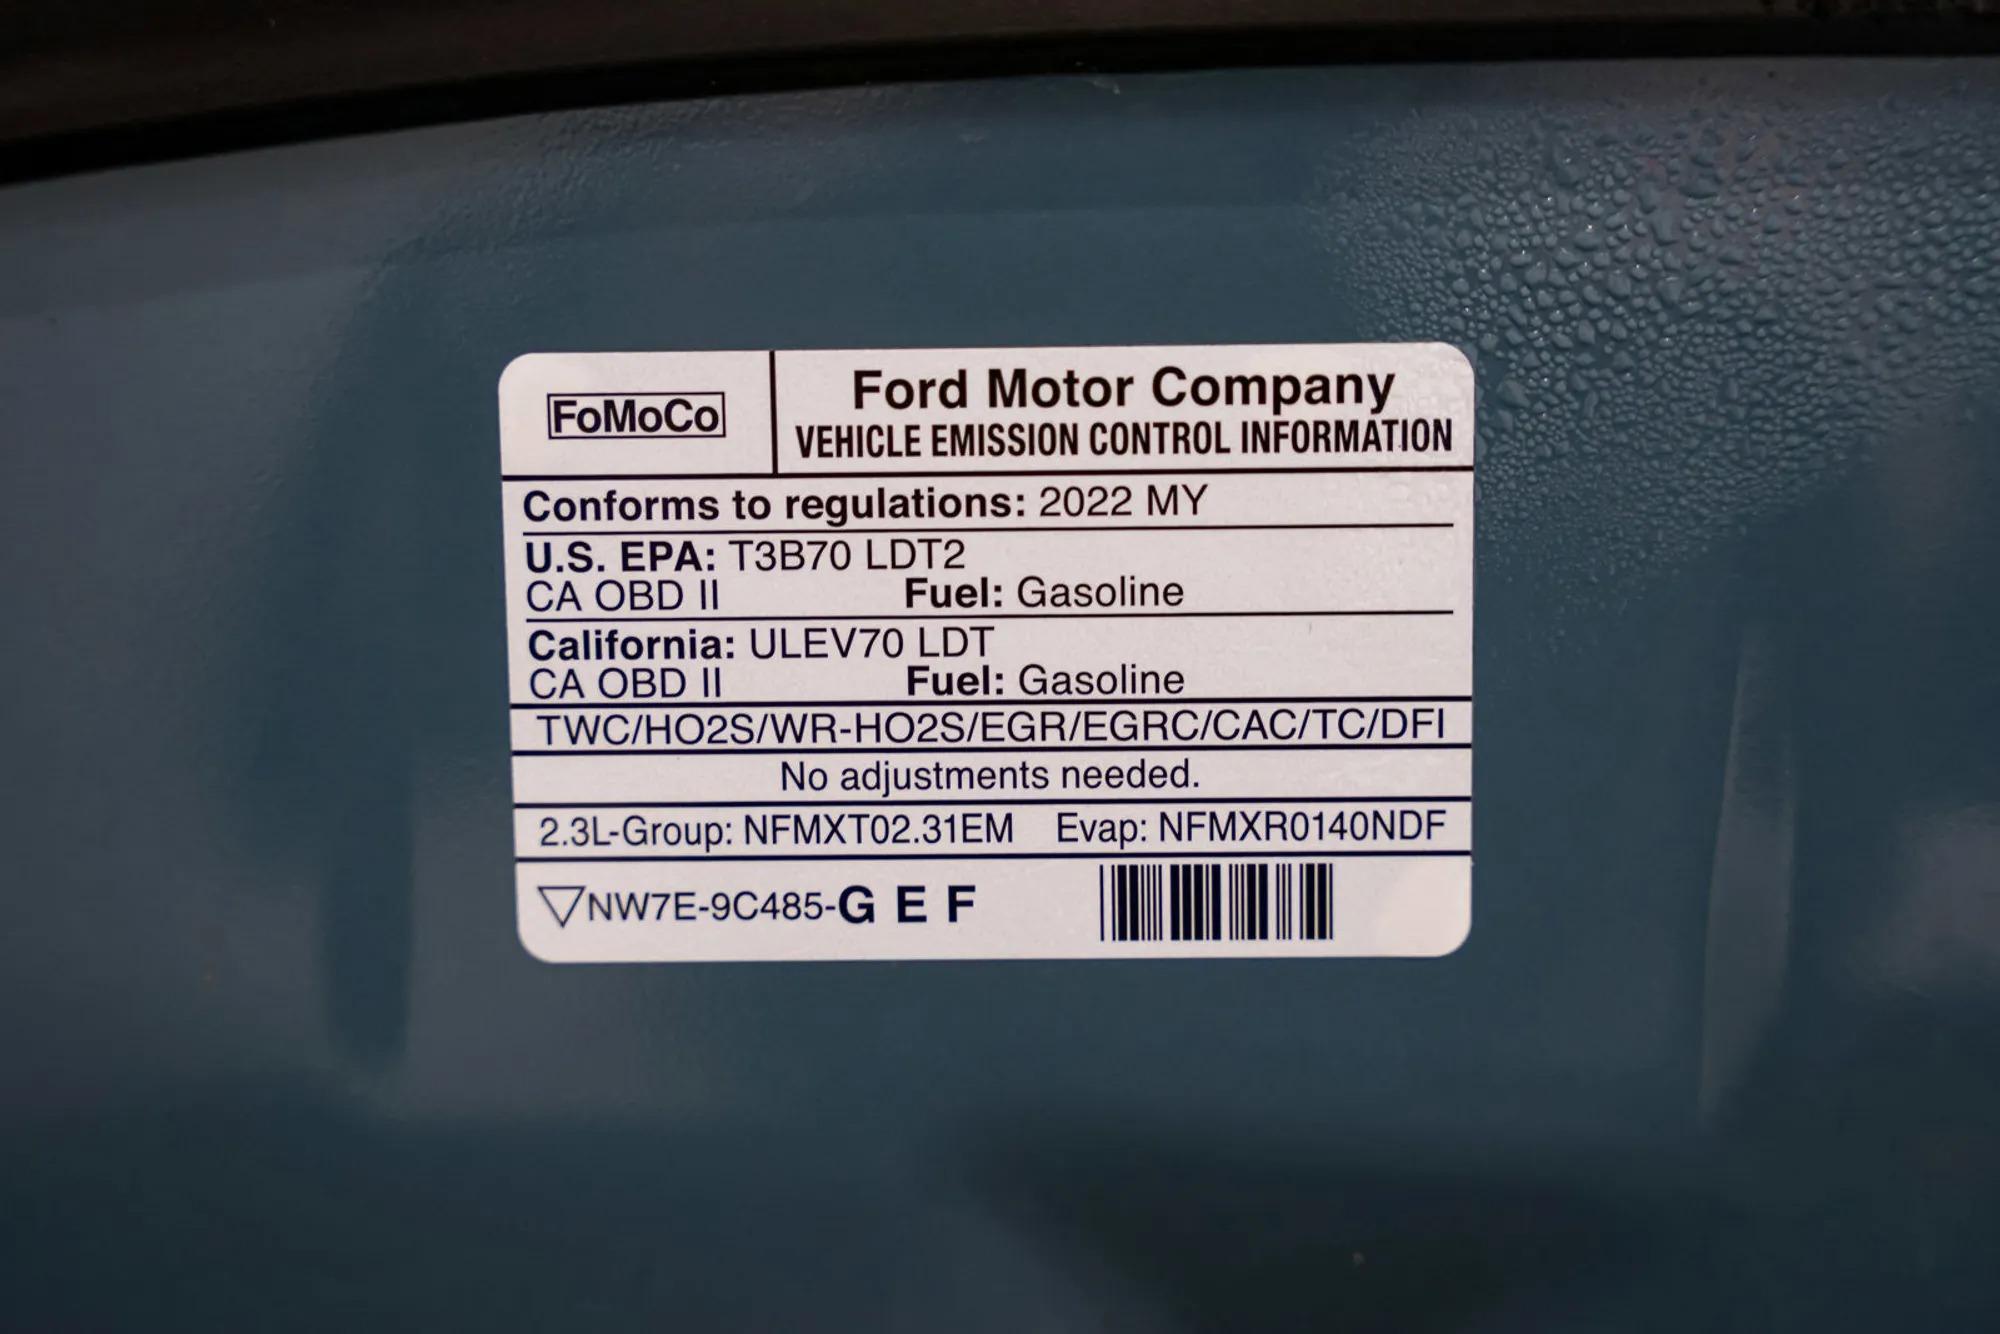 FoMoCo
Ford Motor Company
VEHICLE EMISSION CONTROL INFORMATION
Conforms to regulations: 2022 MY
U.S. EPA: T3B70 LDT2
CA OBD II Fuel: Gasoline
California: ULEV70 LDT
CA OBD II Fuel: Gasoline
TWC/HO2S/WR-HO2S/EGR/EGRC/CAC/TC/DFI
No adjustments needed.
2.3L-Group: NFMXT02.31EM Evap: NFMXR0140NDF
NW7E-9C485-G E F